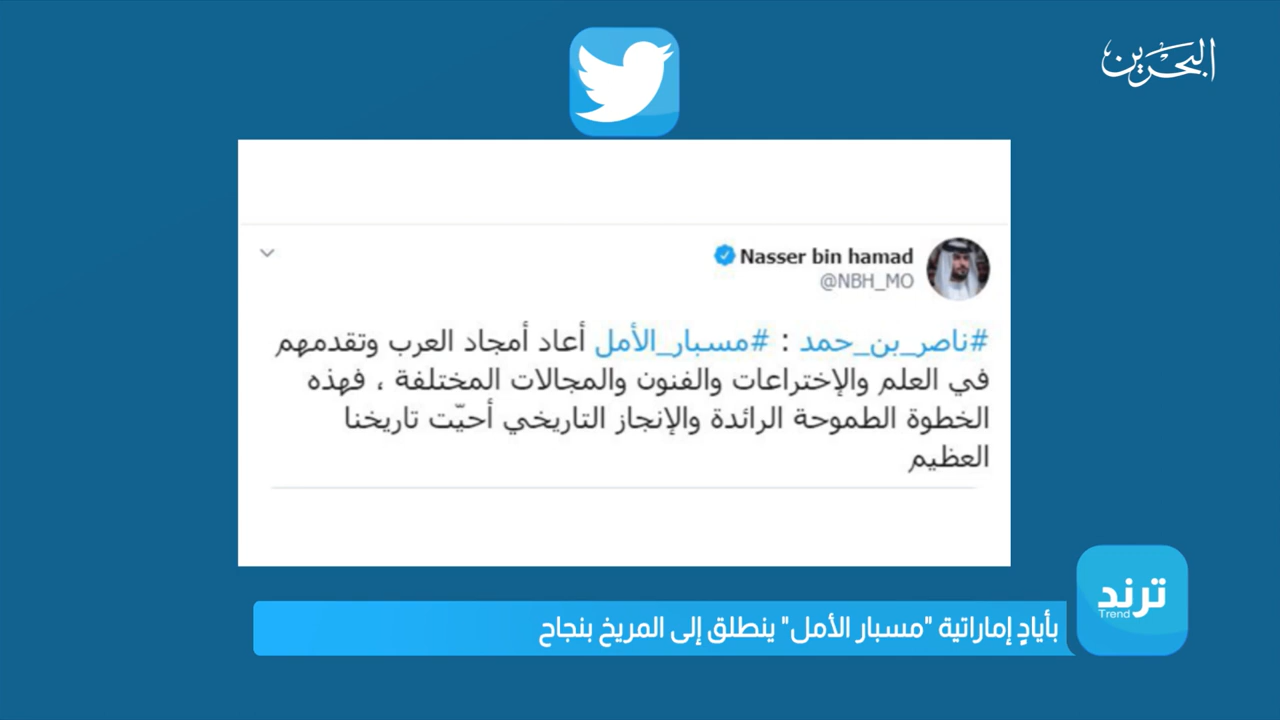 البحرين
Nasser bin hamad
@NBH_MO
#ناصر_بن_حمد : #مسبار_الأمل أعاد أمجاد العرب وتقدمهم
في العلم والإختراعات والفنون والمجالات المختلفة ، فهذه
الخطوة الطموحة الرائدة والإنجاز التاريخي أحيّت تاريخنا
العظيم
ترند
Trend
بأيادٍ إماراتية "مسبار الأمل" ينطلق إلى المريخ بنجاح